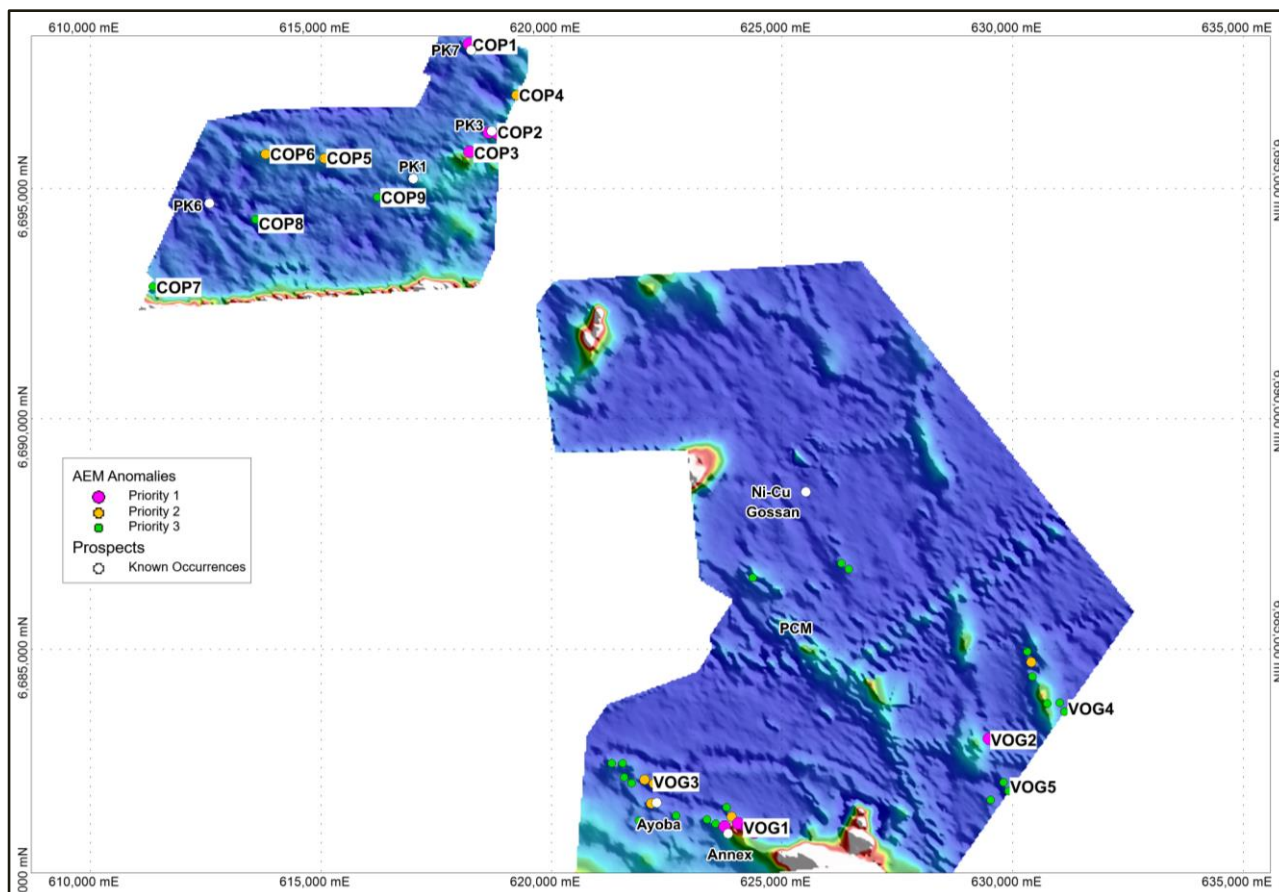 610,000 mE
615,000 mE
620,000 mE
625,000 mE
630,000 mE
635,000 mE
PK7
COP1
COP4
PK3
COP2
COP3
COP6
COP5
PK1
6,695,000 mN
COP9
PK6
COP8
COP7
6,690,000 mN
AEM Anomalies
Priority 1
Priority 2
Priority 3
Prospects
Known Occurrences
Ni-Cu
Gossan
6,685,000 mN
PCM
VOG4
VOG2
VOG3
VOG5
Ayoba
VOG1
Annex
610,000 mE
615,000 mE
620,000 mE
625,000 mE
630,000 mE
635,000 mE